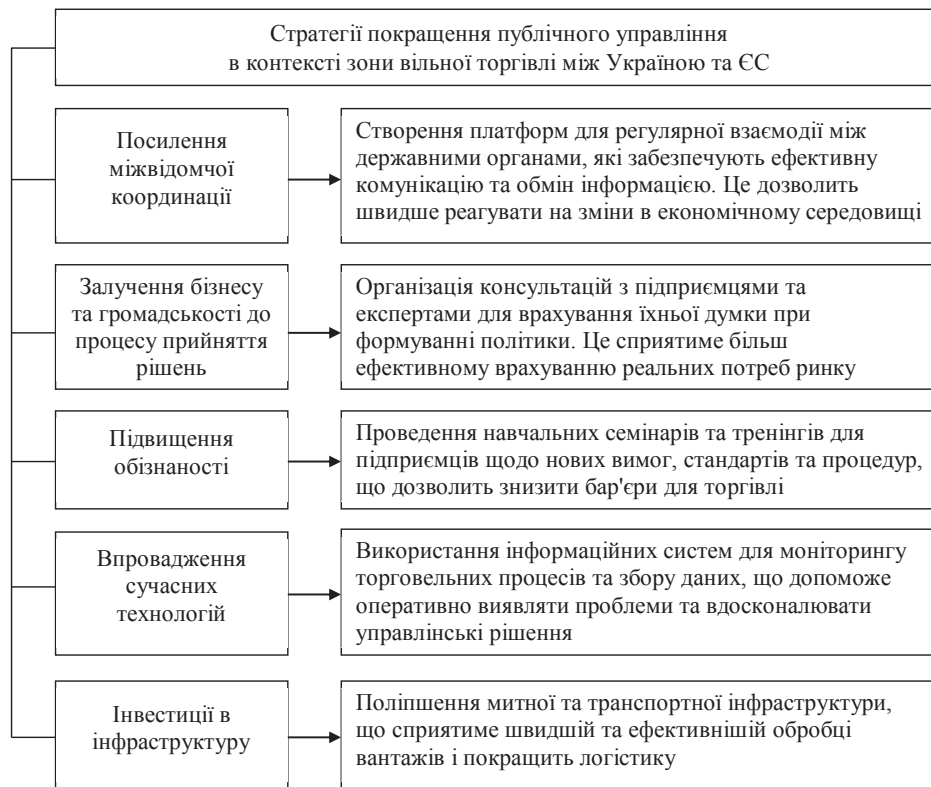 Стратегії покращення публічного управління
в контексті зони вільної торгівлі між Україною та ЄС
Посилення
міжвідомчої
координації
Створення платформ для регулярної взаємодії між
державними органами, які забезпечують ефективну
комунікацію та обмін інформацією. Це дозволить
швидше реагувати на зміни в економічному середовищі
Залучення бізнесу
та громадськості до
процесу прийняття
рішень
Організація консультацій з підприємцями та
експертами для врахування їхньої думки при
формуванні політики. Це сприятиме більш
ефективному врахуванню реальних потреб ринку
Підвищення
обізнаності
Проведення навчальних семінарів та тренінгів для
підприємців щодо нових вимог, стандартів та процедур,
що дозволить знизити бар'єри для торгівлі
Впровадження
сучасних
технологій
Використання інформаційних систем для моніторингу
торговельних процесів та збору даних, що допоможе
оперативно виявляти проблеми та вдосконалювати
управлінські рішення
Інвестиції в
інфраструктуру
Поліпшення митної та транспортної інфраструктури,
що сприятиме швидшій та ефективнішій обробці
вантажів і покращить логістику